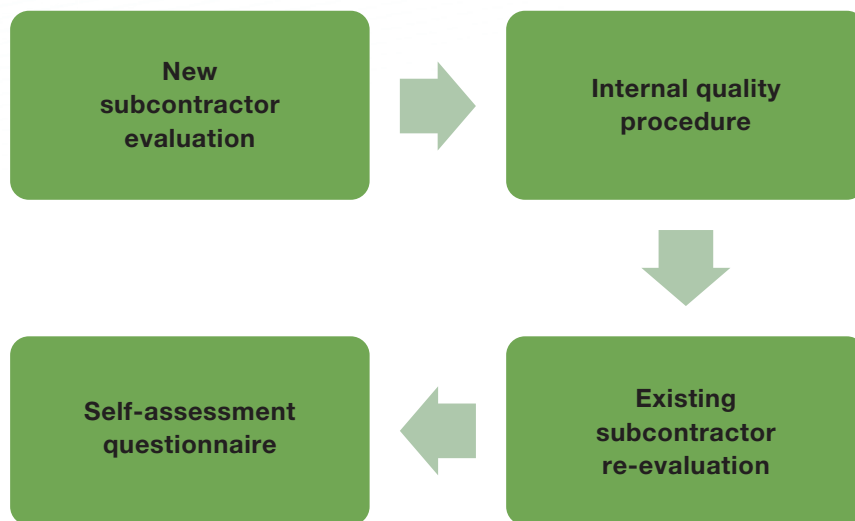 New
subcontractor
evaluation
Internal quality
procedure
Existing
subcontractor
re-evaluation
Self-assessment
questionnaire